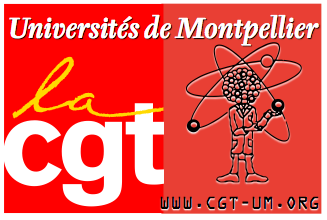 Universités de Montpellier
la
cgt
WWW.CGT-UM.ORG